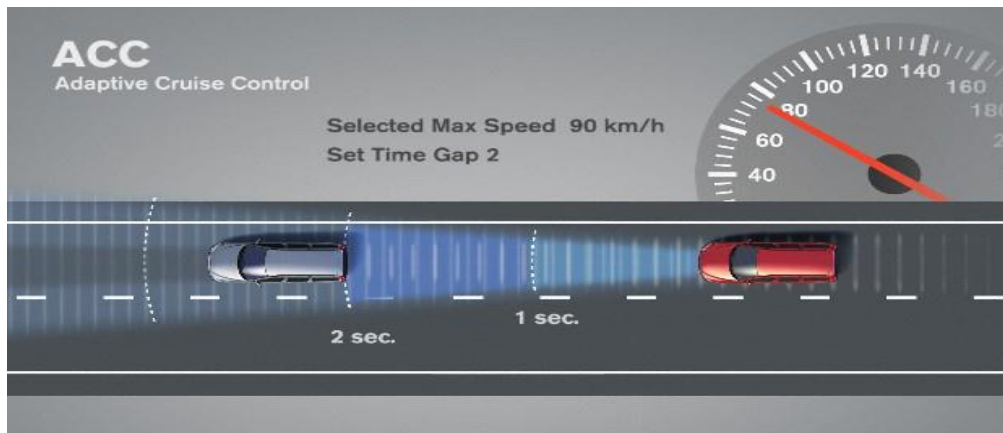 ACC
Adaptive Cruise Control
Selected Max Speed 90 km/h
Set Time Gap 2
40
60
80
100
120
140
160
180
2 sec.
1 sec.